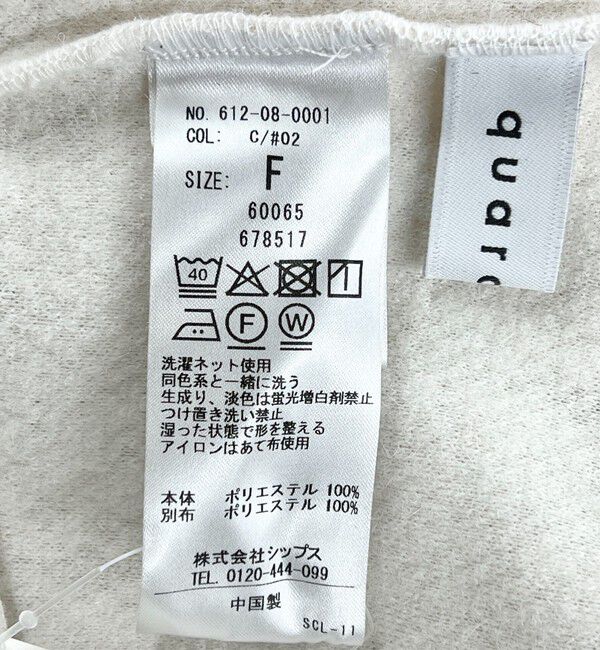 NO. 612-08-0001
COL: C/#02
SIZE: F
60065
678517
40
F W
洗濯ネット使用
同色系と一緒に洗う
生成り、淡色は蛍光増白剤禁止
つけ置き洗い禁止
湿った状態で形を整える
アイロンはあて布使用
本体 ポリエステル 100%
別布 ポリエステル 100%
株式会社シップス
TEL. 0120-444-099
中国製
SCL-11